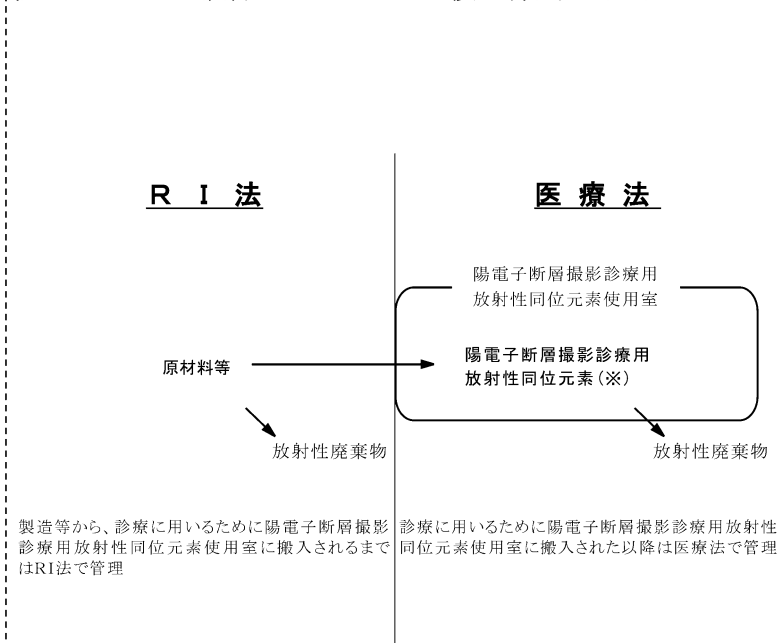 RI法
医療法
陽電子断層撮影診療用
放射性同位元素使用室
原材料等
陽電子断層撮影診療用
放射性同位元素(※)
放射性廃棄物
放射性廃棄物
製造等から、診療に用いるために陽電子断層撮影
診療用放射性同位元素使用室に搬入されるまで
はRI法で管理
診療に用いるために陽電子断層撮影診療用放射性
同位元素使用室に搬入された以降は医療法で管理